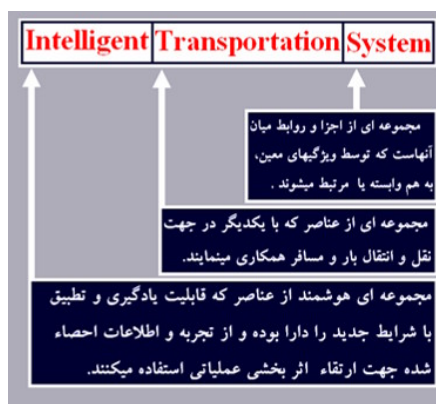 Intelligent Transportation System
مجموعه ای از اجزا و روابط میان
آنهاست که توسط ویژگیهای معین،
به هم وابسته یا مرتبط میشوند .
مجموعه ای از عناصر که با یکدیگر در جهت
نقل و انتقال بار و مسافر همکاری مینمایند.
مجموعه ای هوشمند از عناصر که قابلیت یادگیری و تطبیق
با شرایط جدید را دارا بوده و از تجربه و اطلاعات احصاء
شده جهت ارتقاء اثر بخشی عملیاتی استفاده میکنند.